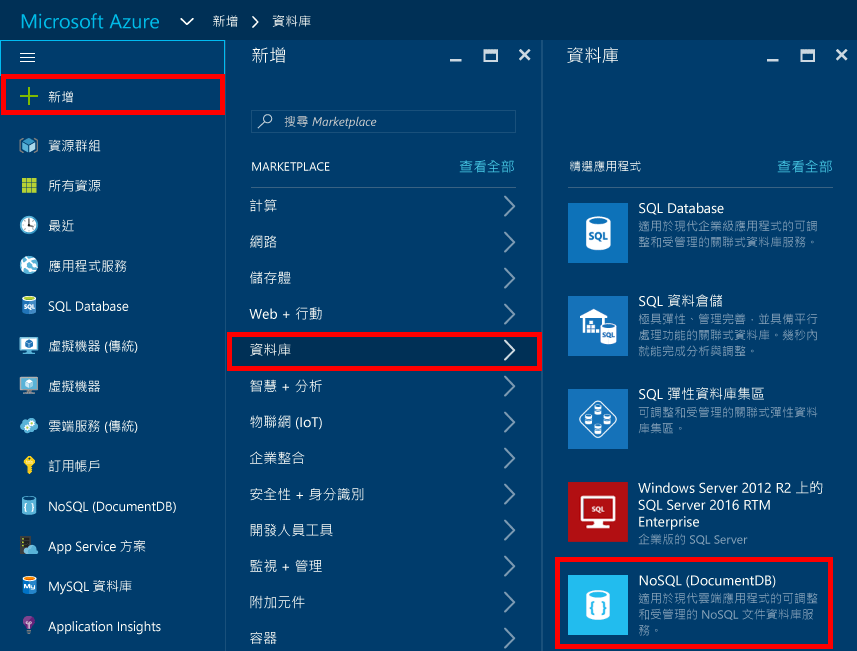 Microsoft Azure 新增 資料庫
新增
資源群組
所有資源
最近
應用程式服務
SQL Database
虛擬機器 (傳統)
虛擬機器
雲端服務 (傳統)
訂用帳戶
NoSQL (DocumentDB)
App Service 方案
MySQL 資料庫
Application Insights
新增
搜尋 Marketplace
MARKETPLACE 查看全部
計算
網路
儲存體
Web + 行動
資料庫
智慧 + 分析
物聯網 (IoT)
企業整合
安全性 + 身分識別
開發人員工具
監視 + 管理
附加元件
容器
資料庫
精選應用程式 查看全部
SQL Database
適用於現代企業級應用程式的可調
整和受管理的關聯式資料庫服務。
SQL 資料倉儲
極具彈性、管理完善，並具備平行
處理功能的關聯式資料庫。幾秒內
就能完成分析與調整。
SQL 彈性資料庫集區
可調整和受管理的關聯式彈性資料
庫集區。
Windows Server 2012 R2 上的
SQL Server 2016 RTM
Enterprise
企業版的 SQL Server
NoSQL (DocumentDB)
適用於現代雲端應用程式的可調整
和受管理的 NoSQL 文件資料庫服
務。